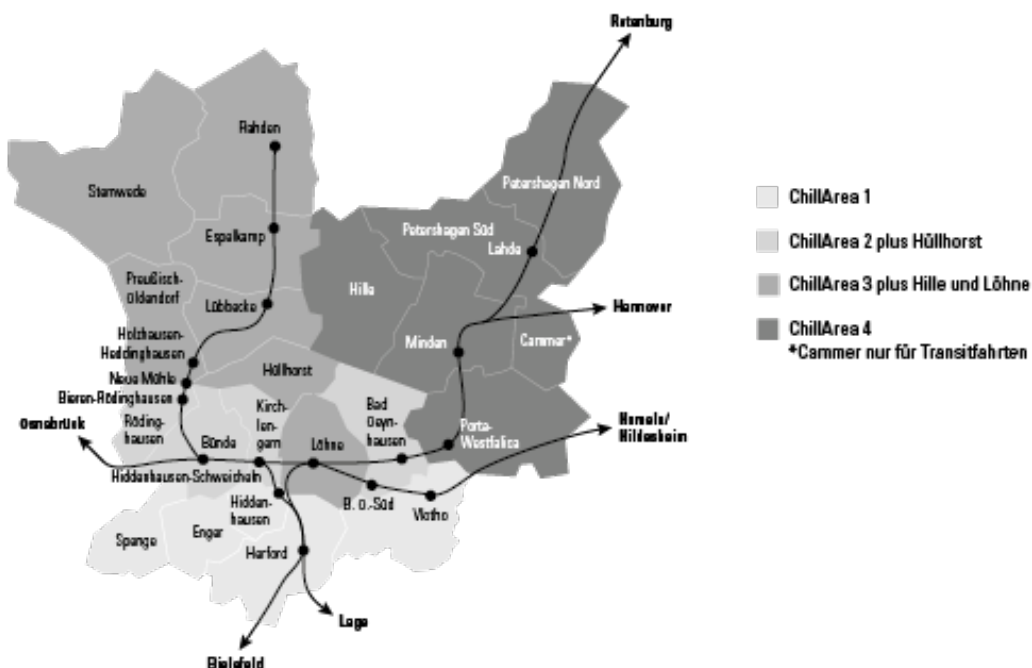 Rotenburg
Rahden
Stemwede
Petershagen Nord
Espelkamp
Petershagen Süd
Lahde
Preußisch-
Oldendorf
Hille
Lübbecke
Hannover
Minden
Cammer*
Holzhausen-
Heddinghausen
Hüllhorst
Neue Mühle
Bieren-Rödinghausen
Kirch-
lengern
Bad
Oeyn-
hausen
Osnabrück
Röding-
hausen
Bünde
Löhne
Porta-
Westfalica
Hameln/
Hildesheim
Hiddenhausen-Schweicheln
Hidden-
hausen
B. O.-Süd
Vlotho
Spenge
Enger
Herford
Lage
Bielefeld
ChillArea 1
ChillArea 2 plus Hüllhorst
ChillArea 3 plus Hille und Löhne
ChillArea 4
*Cammer nur für Transitfahrten